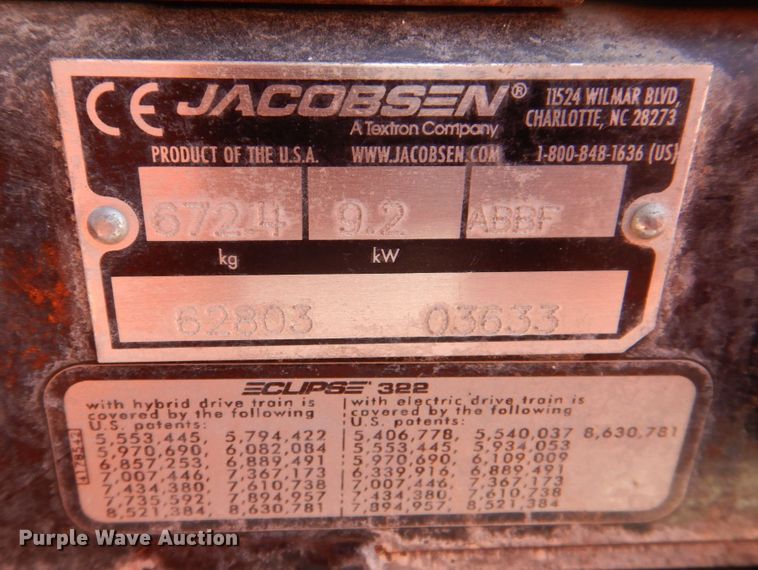 CE JACOBSEN® 11524 WILMAR BLVD,
A Textron Company CHARLOTTE, NC 28273
PRODUCT OF THE U.S.A. WWW.JACOBSEN.COM 1-800-848-1636 (US)
672.4 9.2 ABBF
kg kW
62803 03633
ECLIPSE® 322
with hybrid drive train is
covered by the following
U.S. patents:
5,553,445, 5,794,422
5,970,690, 6,082,084
6,857,253, 6,889,491
7,007,446, 7,367,173
7,434,380, 7,610,738
7,735,592, 7,894,957
8,521,384, 8,630,781
with electric drive train is
covered by the following
U.S. patents:
5,406,778, 5,540,037 8,630,781
5,553,445, 5,934,053
5,970,690, 6,109,009
6,339,916, 6,889,491
7,007,446, 7,367,173
7,434,380, 7,610,738
7,894,957, 8,521,384
4178542
Purple Wave Auction